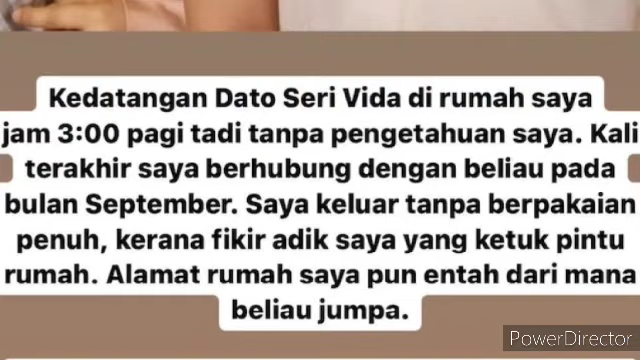 Kedatangan Dato Seri Vida di rumah saya
jam 3:00 pagi tadi tanpa pengetahuan saya. Kali
terakhir saya berhubung dengan beliau pada
bulan September. Saya keluar tanpa berpakaian
penuh, kerana fikir adik saya yang ketuk pintu
rumah. Alamat rumah saya pun entah dari mana
beliau jumpa.
PowerDirector